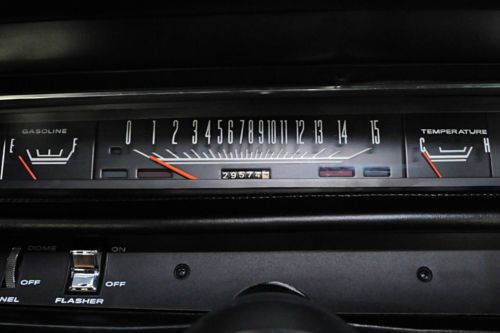 GASOLINE
E F
0 1 2 3 4 5 6 7 8 9 10 11 12 13 14 15
29574
TEMPERATURE
C H
DOME ON
OFF OFF
NEL FLASHER